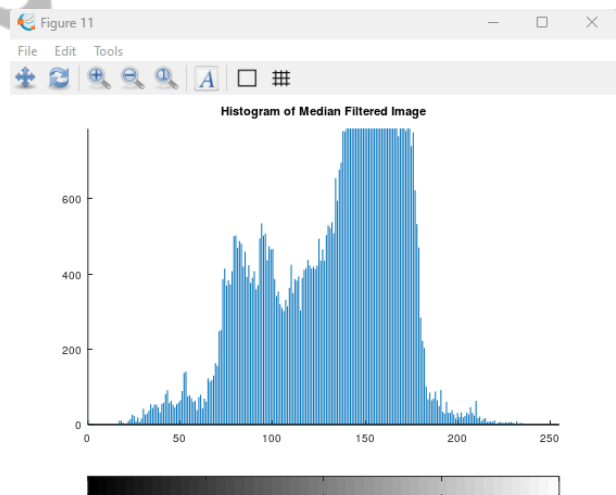 Figure 11
File Edit Tools
A
Histogram of Median Filtered Image
600
400
200
0
0 50 100 150 200 250